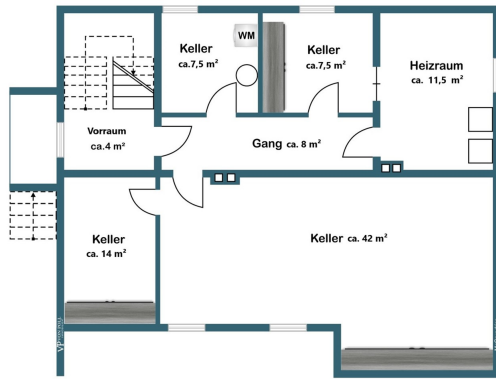 Keller
ca.7,5 m²
WM
Keller
ca.7,5 m²
Heizraum
ca. 11,5 m²
Vorraum
ca.4 m²
Gang ca. 8 m²
Keller
ca. 14 m²
Keller ca. 42 m²